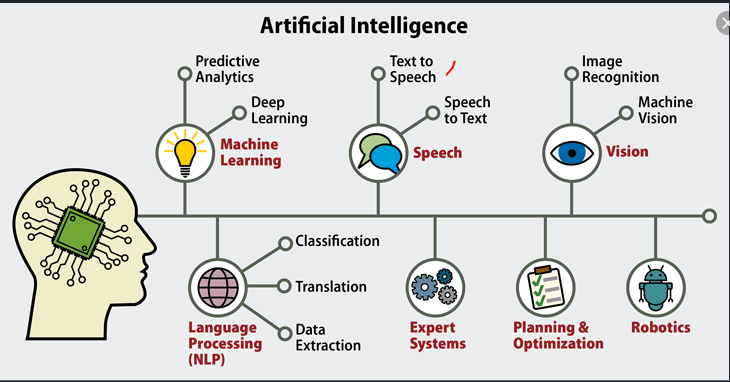 Artificial Intelligence
Predictive
Analytics
Deep
Learning
Machine
Learning
Text to
Speech
Speech
to Text
Speech
Image
Recognition
Machine
Vision
Vision
Classification
Translation
Data
Extraction
Language
Processing
(NLP)
Expert
Systems
Planning &
Optimization
Robotics